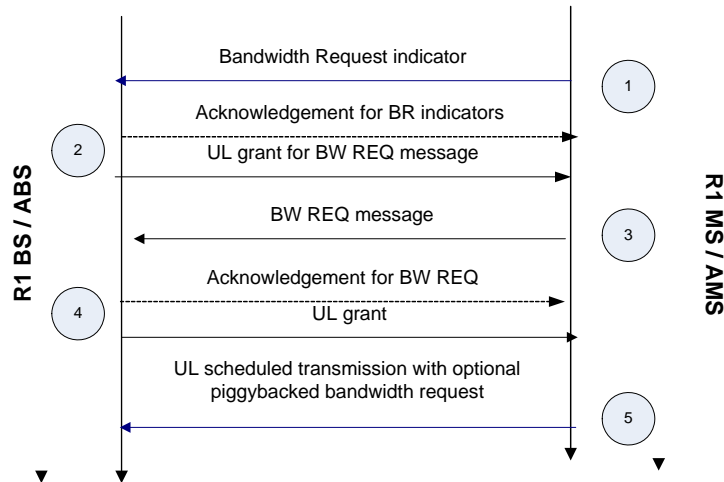 Bandwidth Request indicator
1
Acknowledgement for BR indicators
2
UL grant for BW REQ message
R1 BS / ABS
R1 MS / AMS
BW REQ message
3
Acknowledgement for BW REQ
4
UL grant
UL scheduled transmission with optional
piggybacked bandwidth request
5